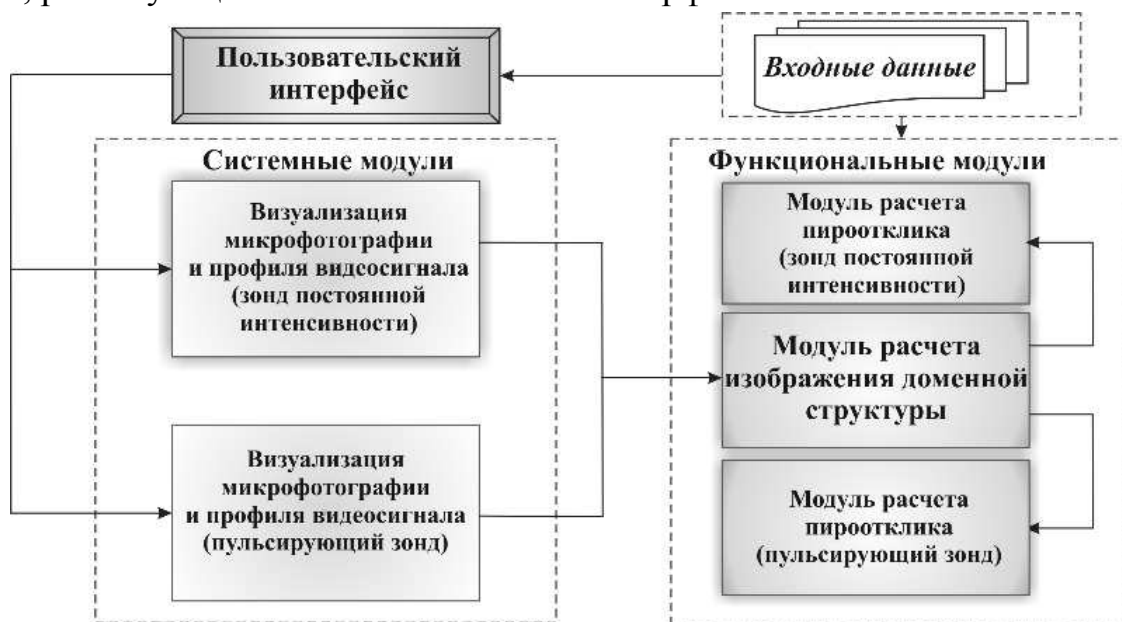 Пользовательский
интерфейс
Входные данные
Системные модули
Визуализация
микрофотографии
и профиля видеосигнала
(зонд постоянной
интенсивности)
Визуализация
микрофотографии
и профиля видеосигнала
(пульсирующий зонд)
Функциональные модули
Модуль расчета
пироотклика
(зонд постоянной
интенсивности)
Модуль расчета
изображения доменной
структуры
Модуль расчета
пироотклика
(пульсирующий зонд)